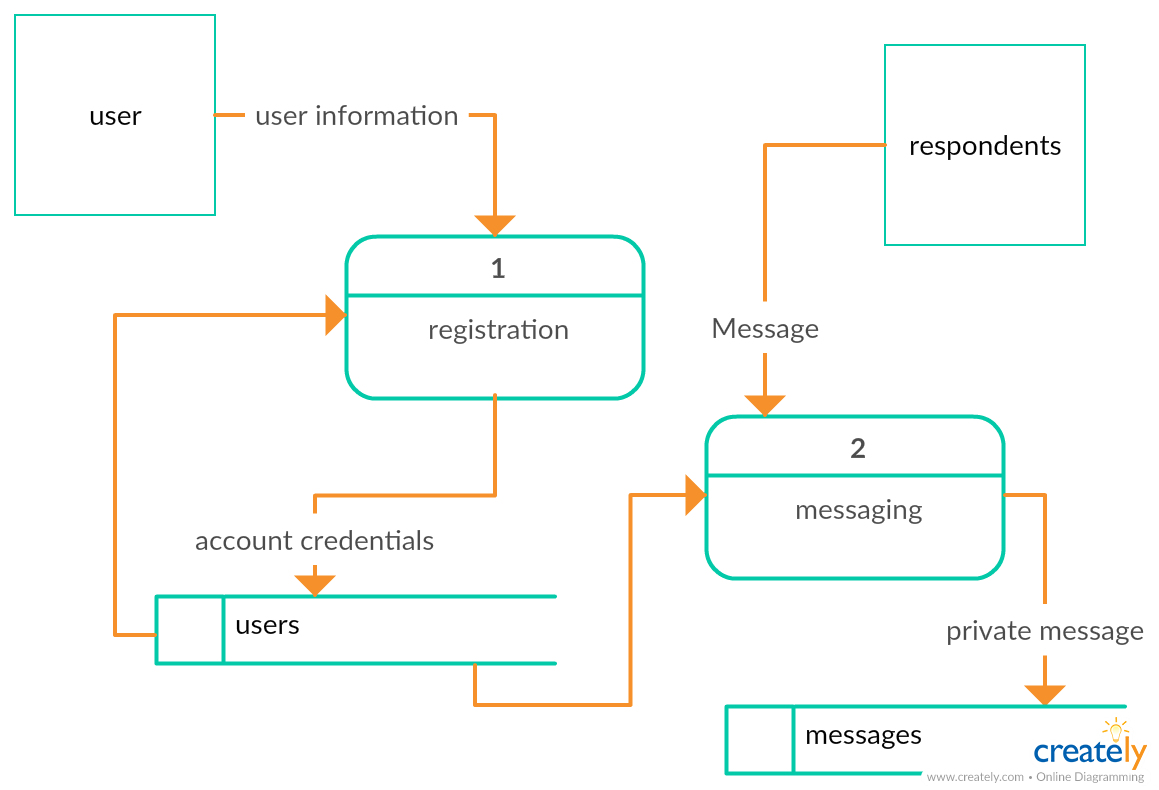 user
user information
respondents
1
registration
Message
2
messaging
account credentials
users
private message
messages
creately
www.creately.com • Online Diagramming